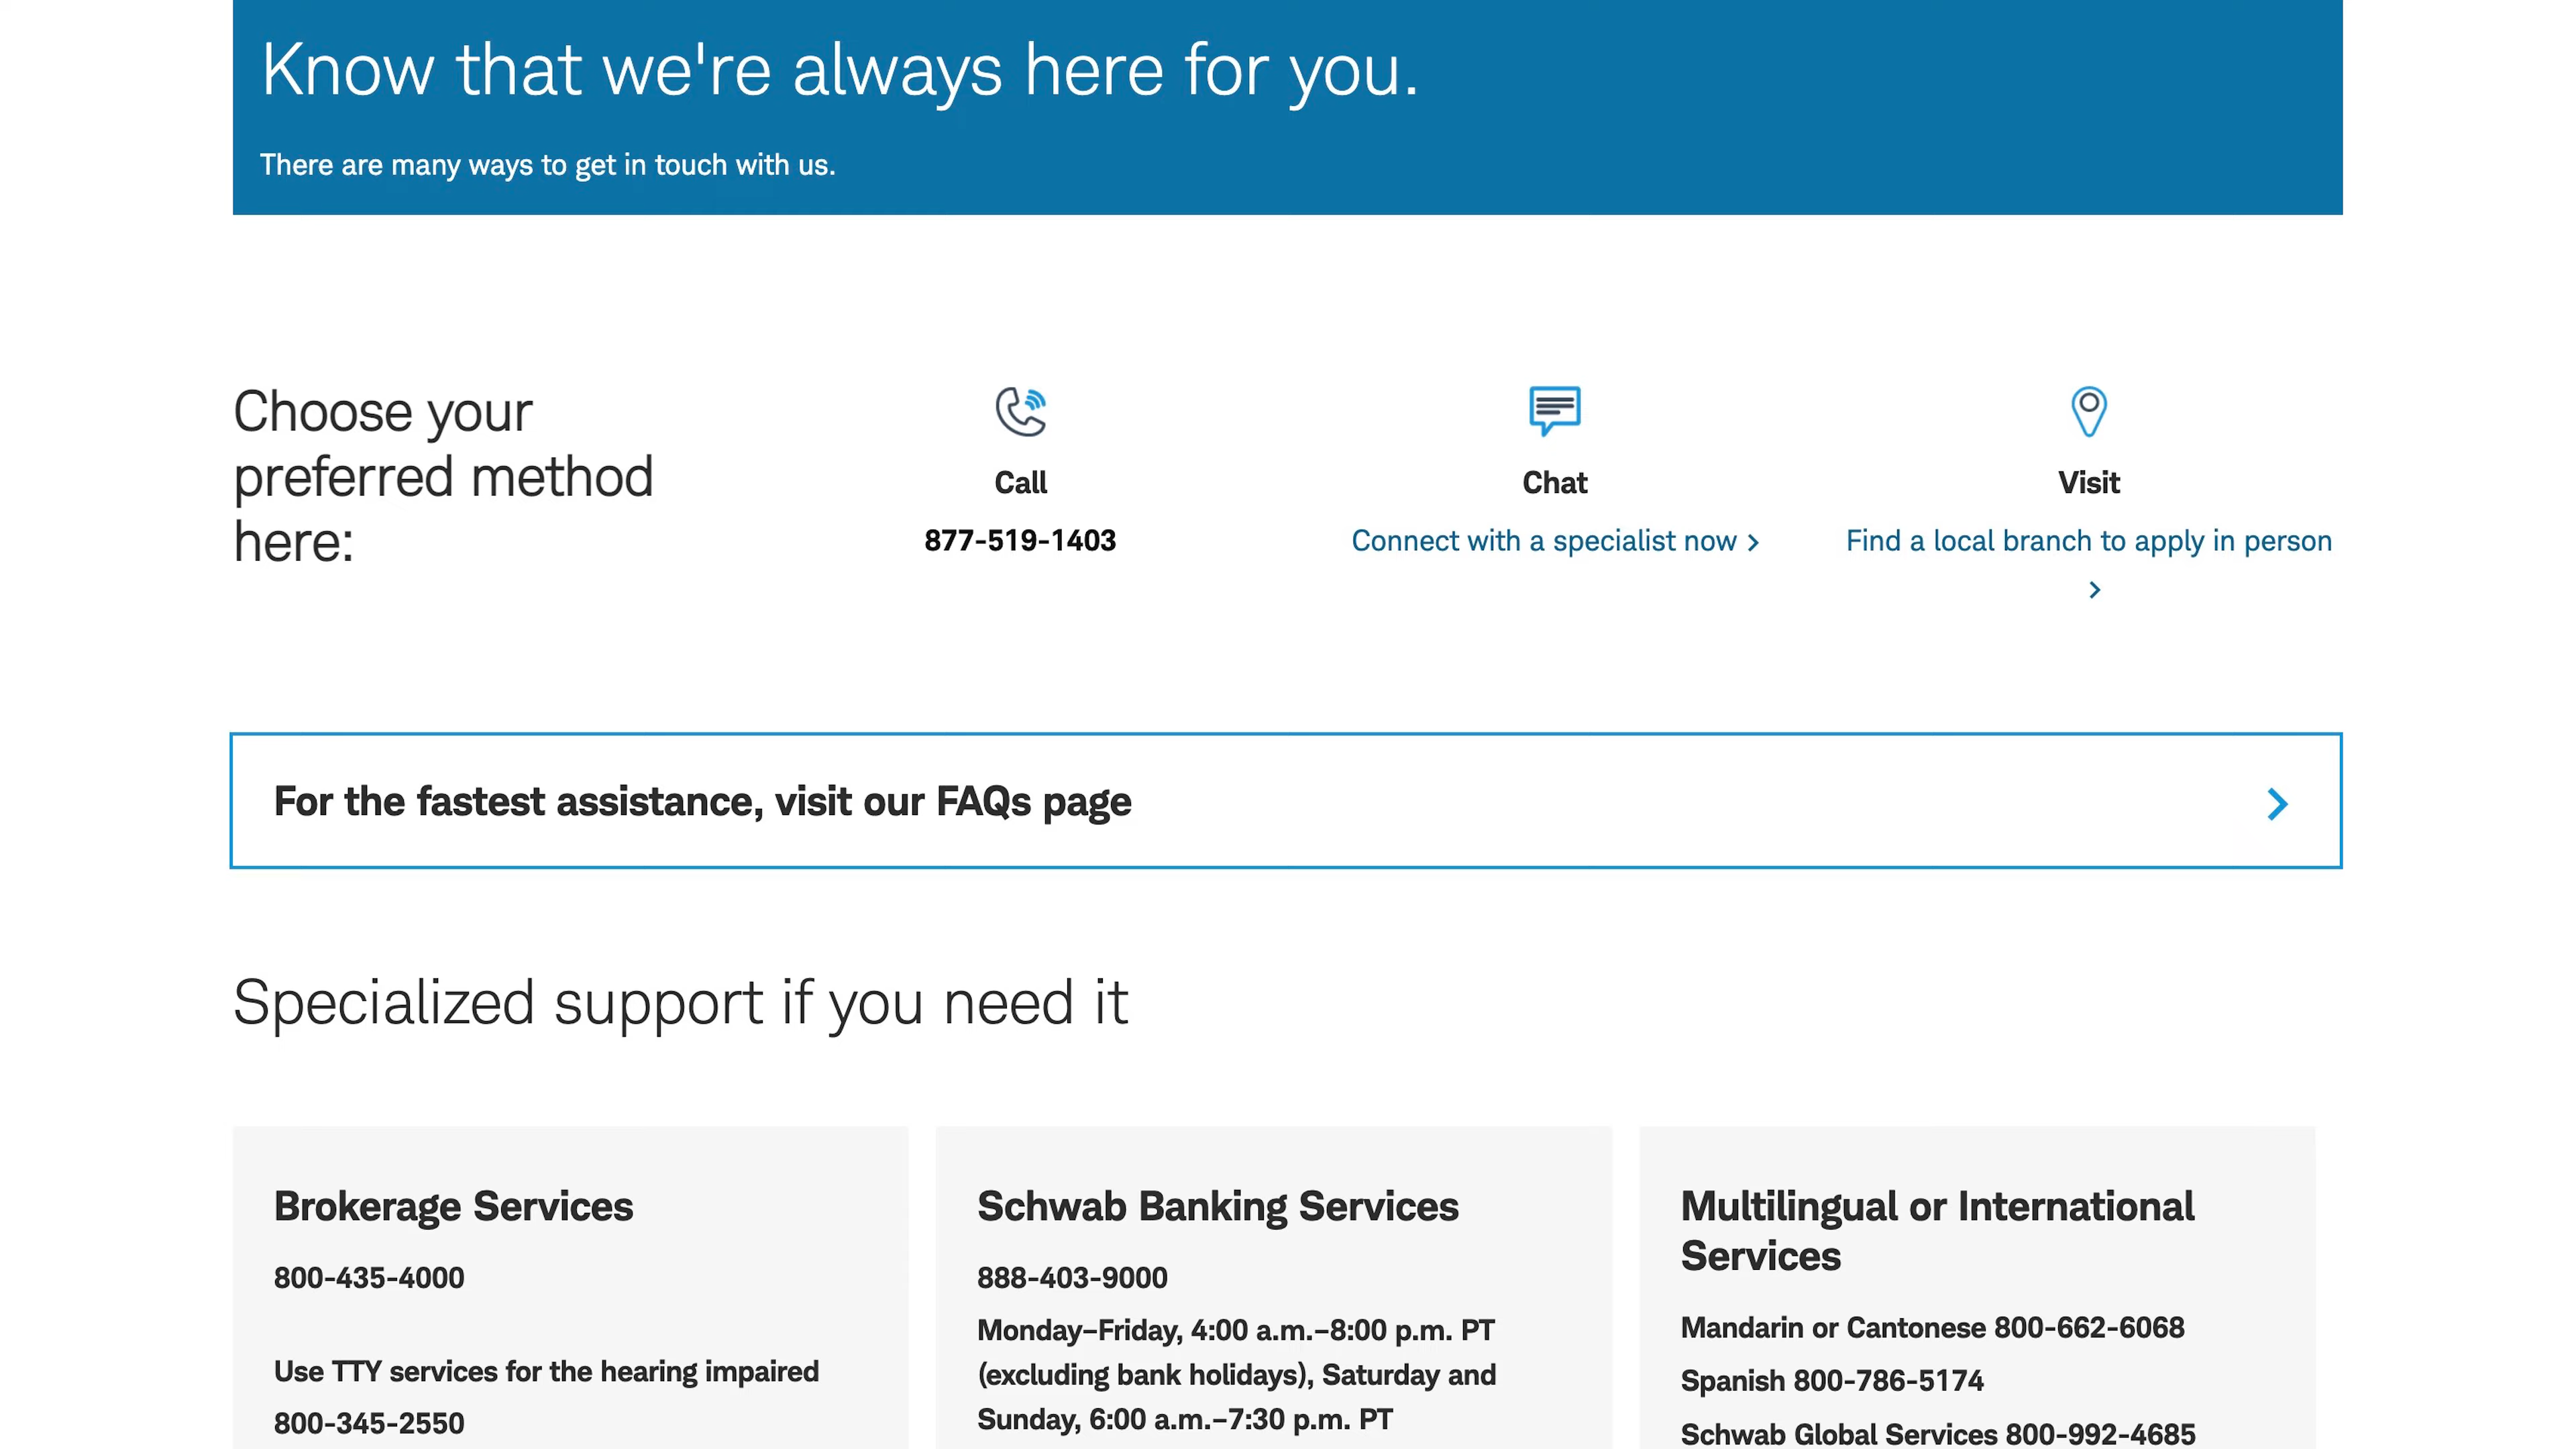 Know that we're always here for you.
There are many ways to get in touch with us.
Choose your
preferred method
here:
Call
877-519-1403
Chat
Connect with a specialist now >
Visit
Find a local branch to apply in person
>
For the fastest assistance, visit our FAQs page
Specialized support if you need it
Brokerage Services
800-435-4000
Use TTY services for the hearing impaired
800-345-2550
Schwab Banking Services
888-403-9000
Monday–Friday, 4:00 a.m.–8:00 p.m. PT
(excluding bank holidays), Saturday and
Sunday, 6:00 a.m.–7:30 p.m. PT
Multilingual or International
Services
Mandarin or Cantonese 800-662-6068
Spanish 800-786-5174
Schwab Global Services 800-992-4685